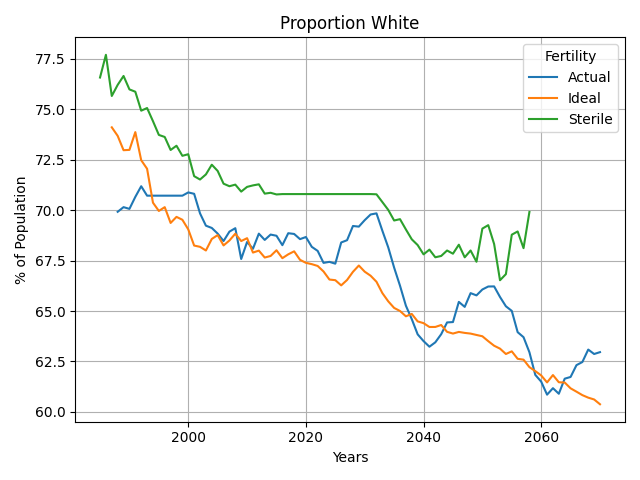 Proportion White
% of Population
77.5
75.0
72.5
70.0
67.5
65.0
62.5
60.0
Fertility
Actual
Ideal
Sterile
2000
2020
2040
2060
Years